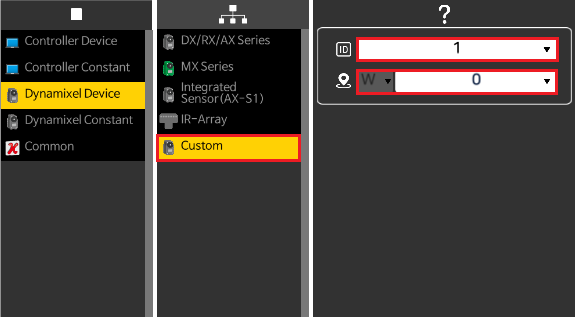 Controller Device
Controller Constant
Dynamixel Device
Dynamixel Constant
Common
DX/RX/AX Series
MX Series
Integrated
Sensor(AX-S1)
IR-Array
Custom
?
ID 1
W 0